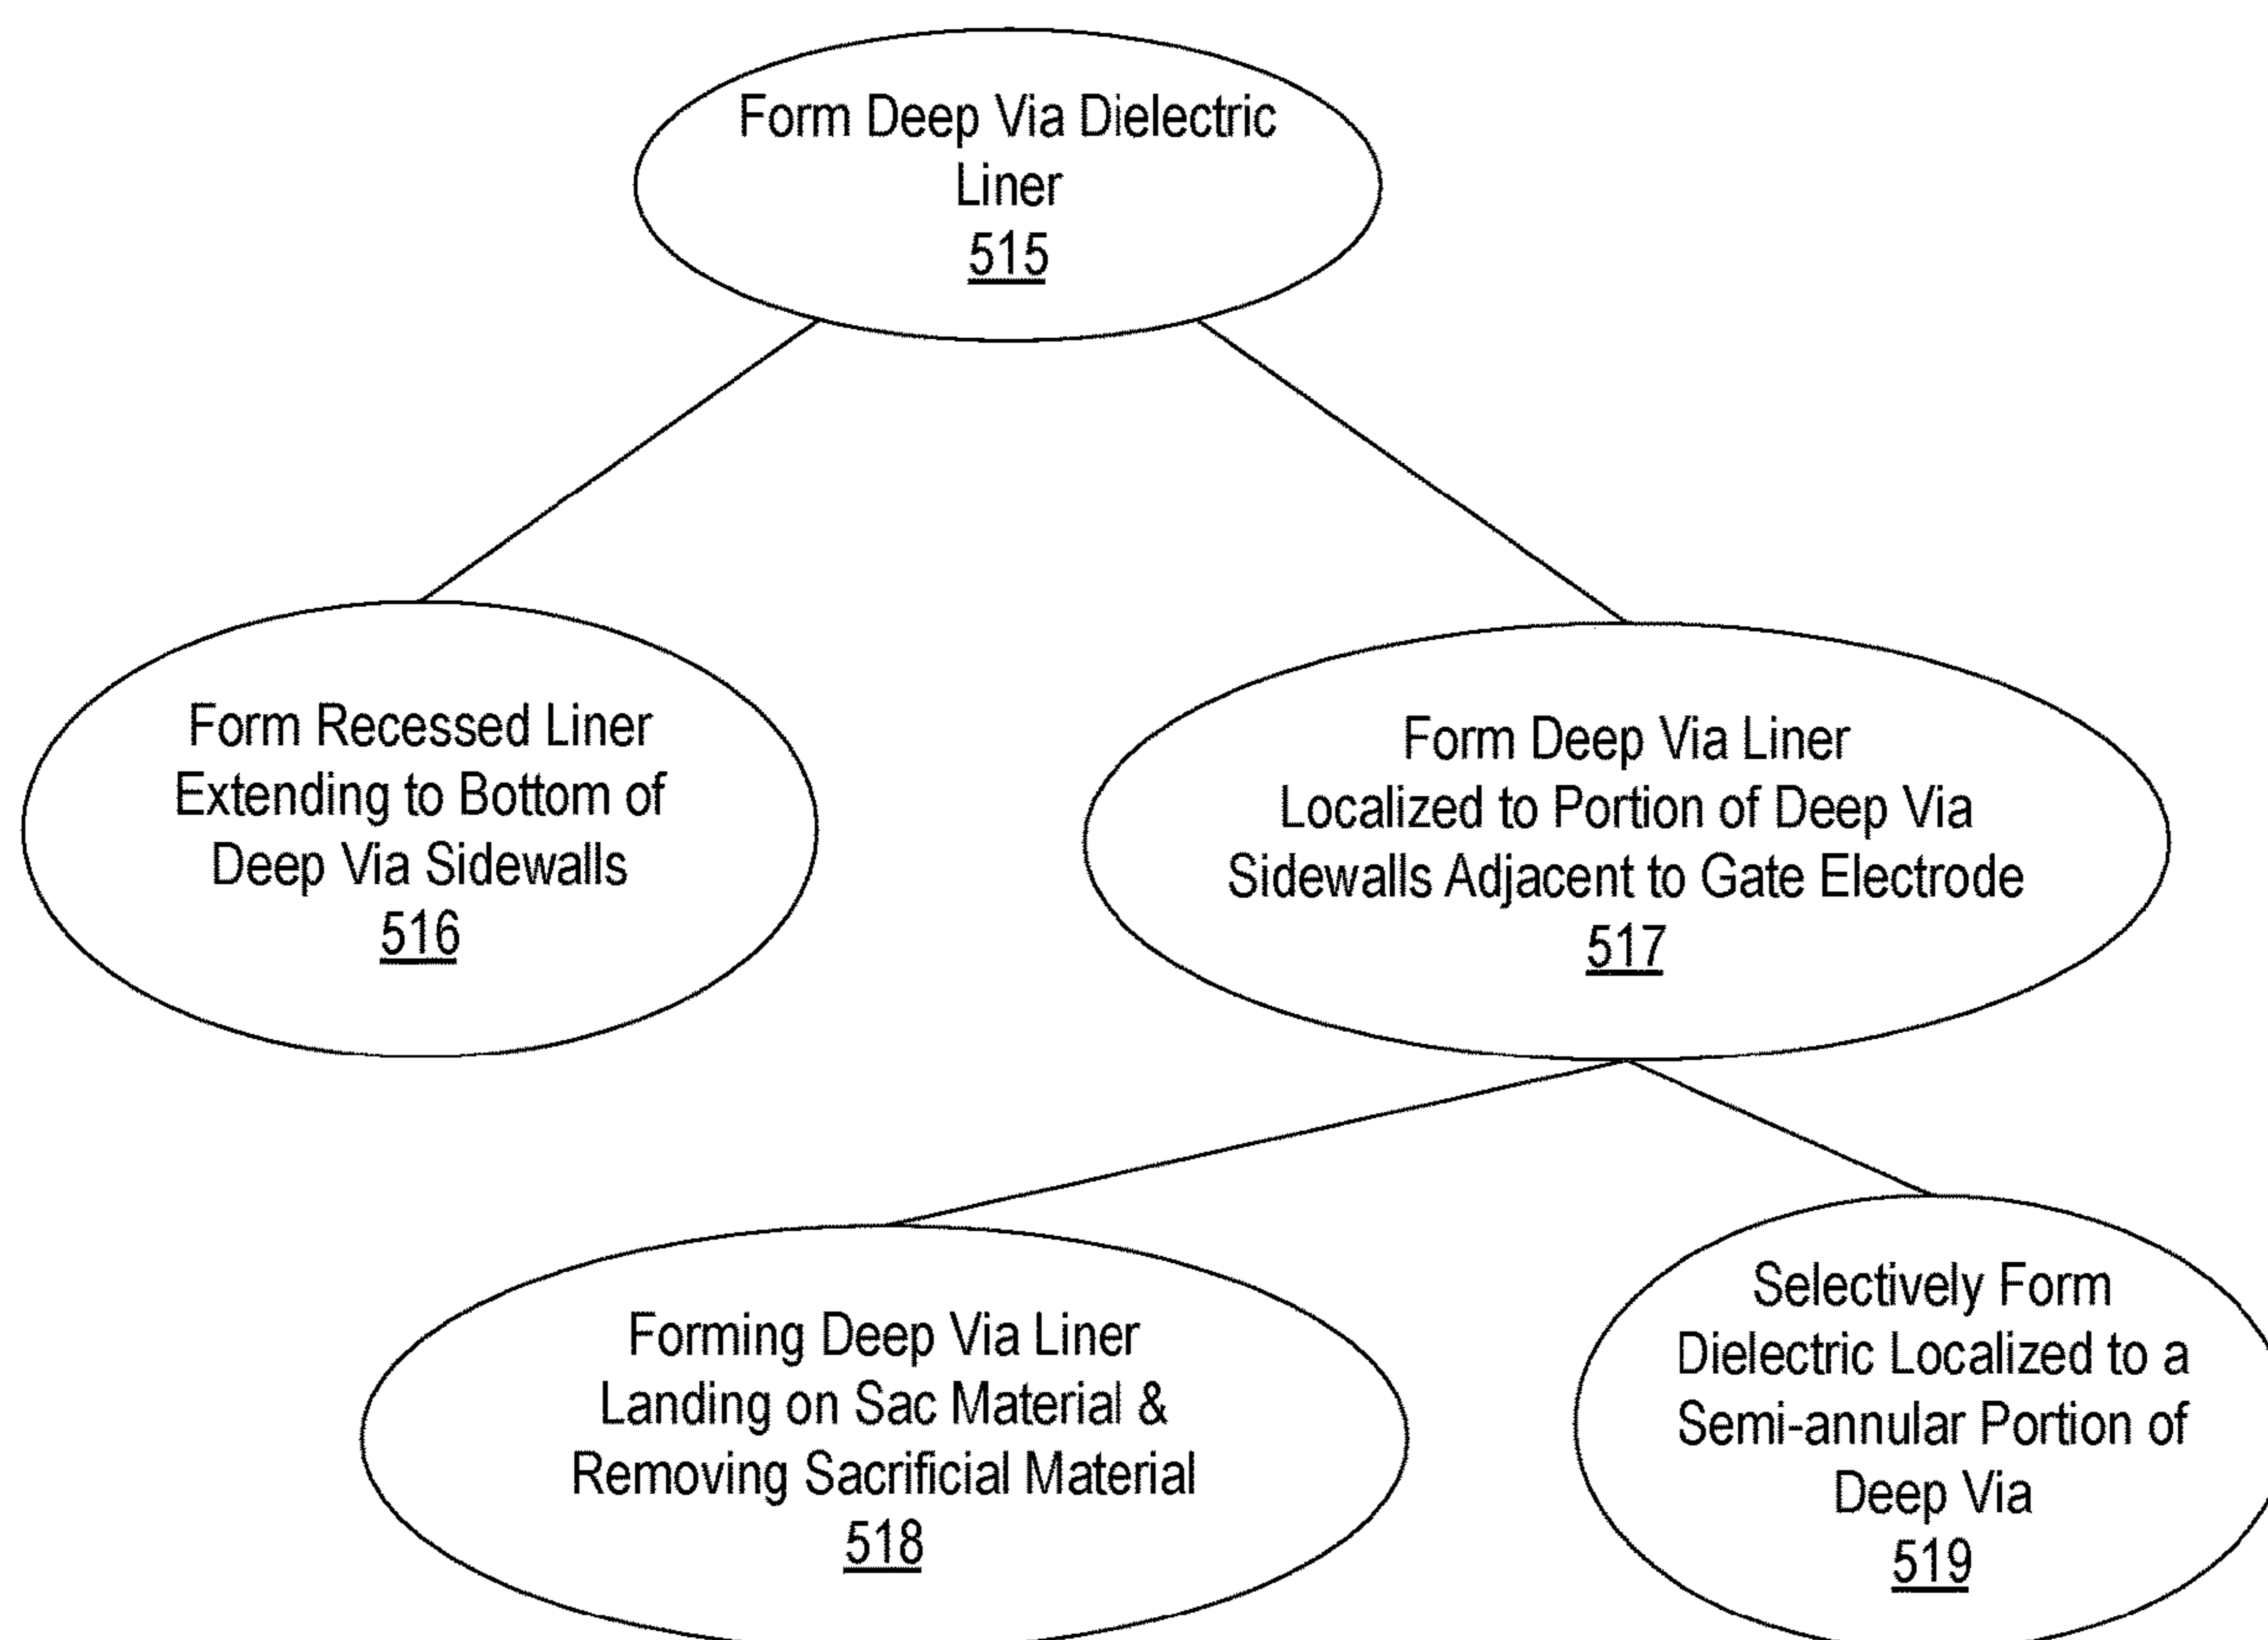 Form Deep Via Dielectric
Liner
515
Form Recessed Liner
Extending to Bottom of
Deep Via Sidewalls
516
Form Deep Via Liner
Localized to Portion of Deep Via
Sidewalls Adjacent to Gate Electrode
517
Forming Deep Via Liner
Landing on Sac Material &
Removing Sacrificial Material
518
Selectively Form
Dielectric Localized to a
Semi-annular Portion of
Deep Via
519